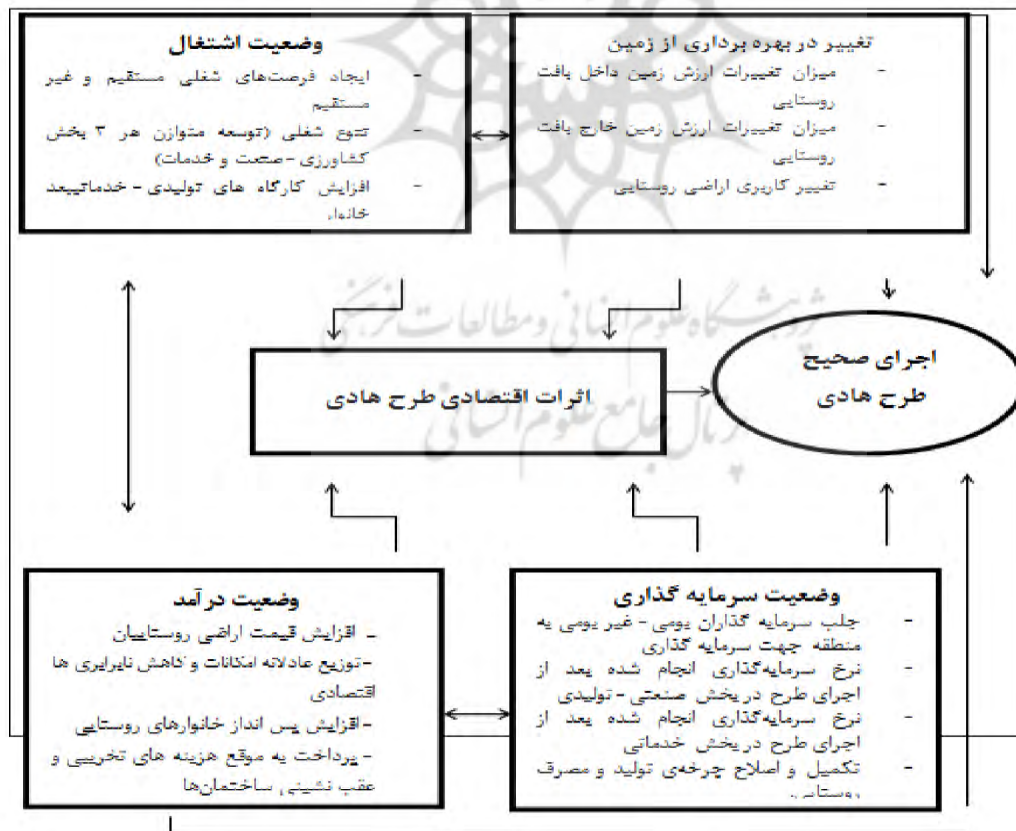 تغییر در بهره برداری از زمین
- میزان تغییرات ارزش زمین داخل بافت
روستایی
- میزان تغییرات ارزش زمین خارج بافت
روستایی
- تغییر کاربری اراضی روستایی
وضعیت اشتغال
- ایجاد فرصت‌های شغلی مستقیم و غیر
مستقیم
- تنوع شغلی (توسعه متوازن هر ۳ بخش
کشاورزی - صنعت و خدمات)
- افزایش کارگاه های تولیدی - خدماتیبعد
خانوار
پژوهشگاه علوم انسانی و مطالعات فرهنگی
اجرای صحیح
طرح هادی
اثرات اقتصادی طرح هادی
پرتال جامع علوم انسانی
وضعیت سرمایه گذاری
- جلب سرمایه گذاران بومی - غیر بومی به
منطقه جهت سرمایه گذاری
- نرخ سرمایه‌گذاری انجام شده بعد از
اجرای طرح در بخش صنعتی - تولیدی
- نرخ سرمایه‌گذاری انجام شده بعد از
اجرای طرح در بخش خدماتی
- تکمیل و اصلاح چرخه‌ی تولید و مصرف
روستایی.
وضعیت درآمد
- افزایش قیمت اراضی روستاییان
-توزیع عادلانه امکانات و کاهش نابرابری ها
اقتصادی
-افزایش پس انداز خانوارهای روستایی
- پرداخت به موقع هزینه های تخریبی و
عقب نشینی ساختمان‌ها